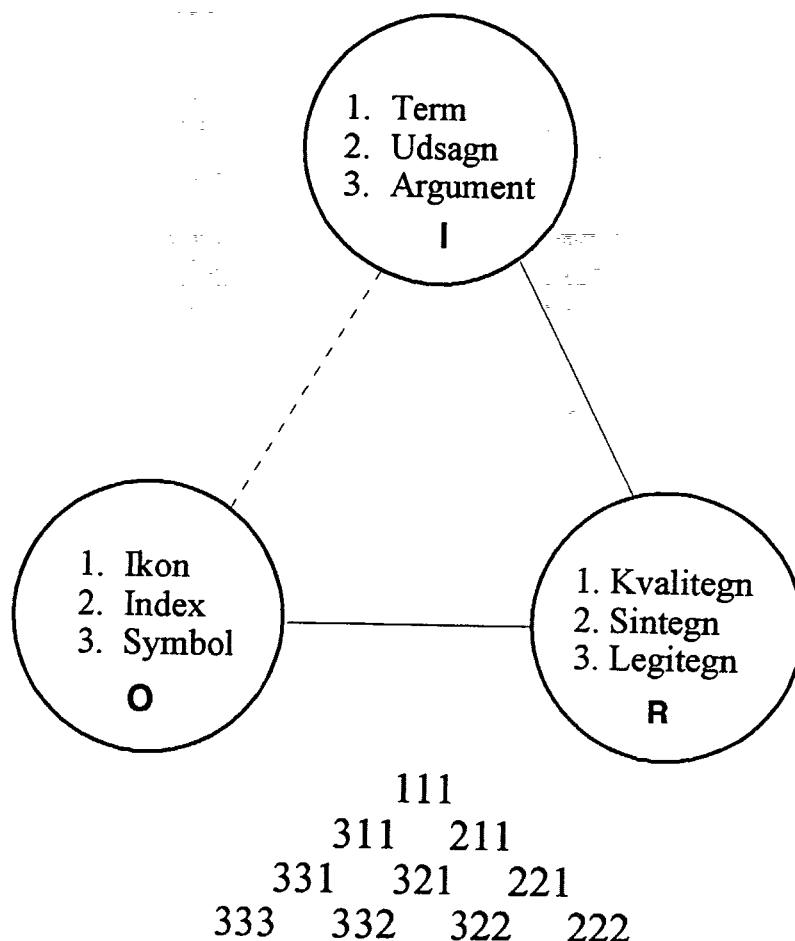 1. Term
2. Udsagn
3. Argument
I
1. Ikon
2. Index
3. Symbol
O
1. Kvalitegn
2. Sintegn
3. Legitegn
R
111
311 211
331 321 221
333 332 322 222